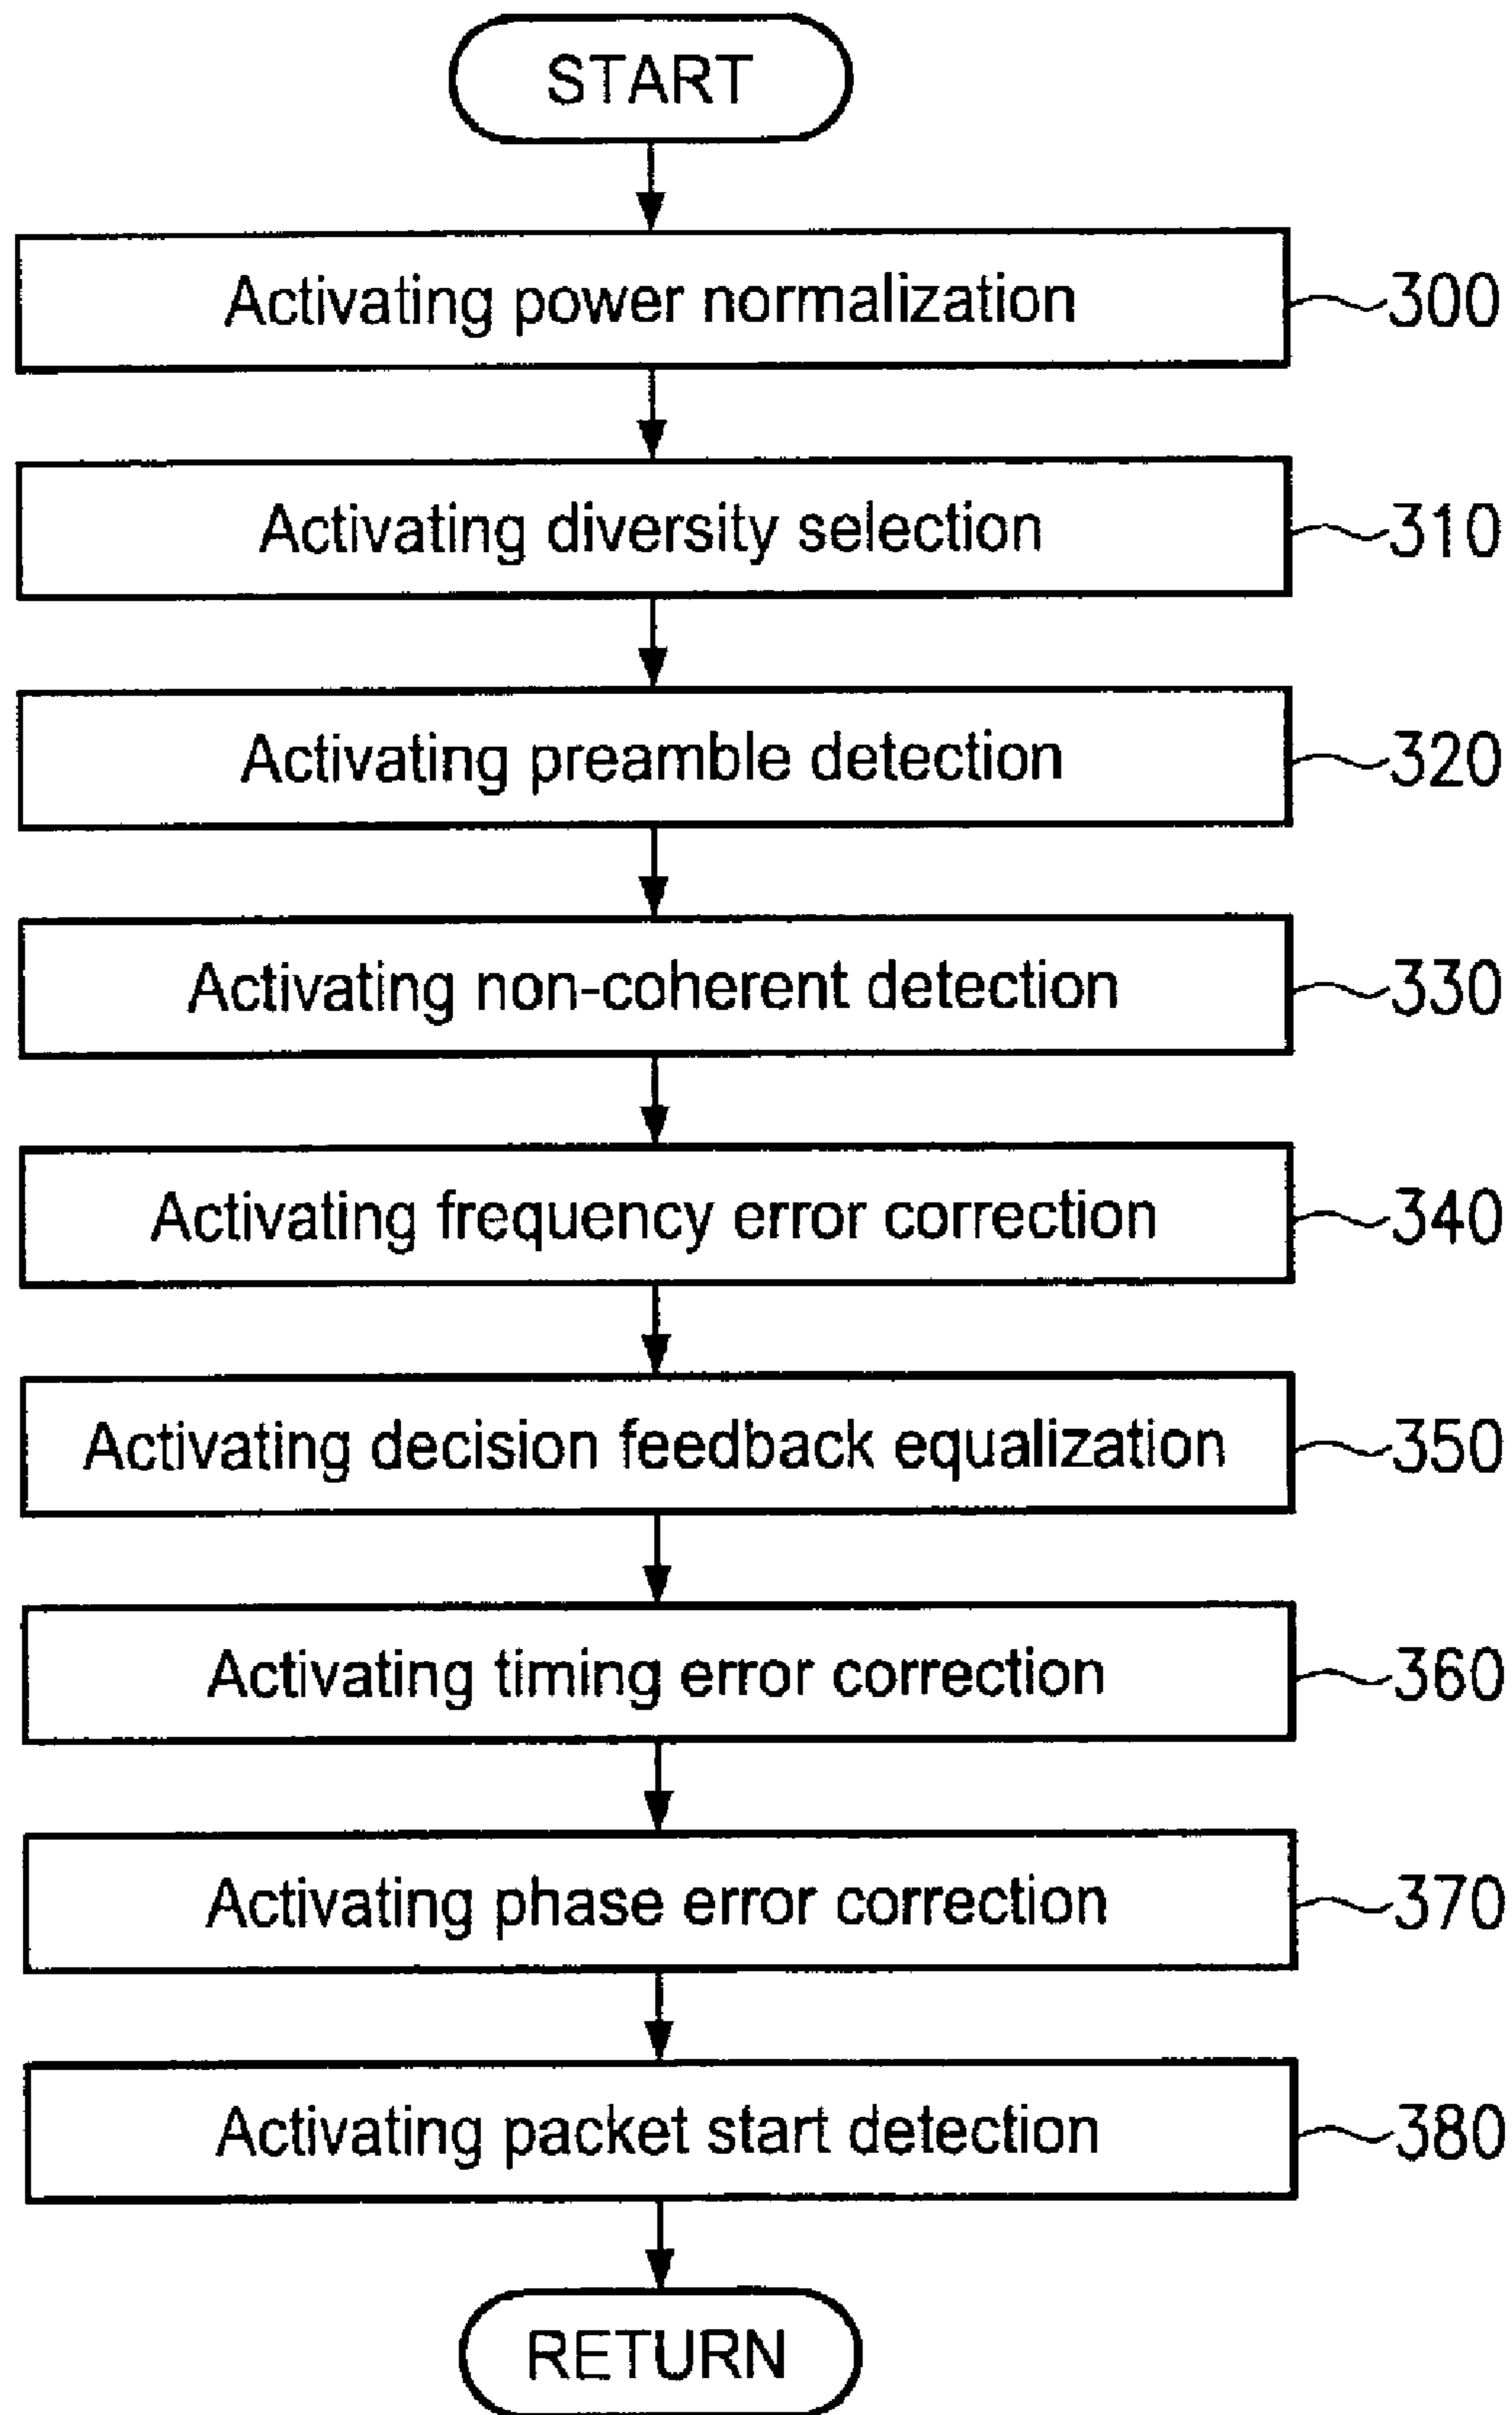 START
Activating power normalization 300
Activating diversity selection 310
Activating preamble detection 320
Activating non-coherent detection 330
Activating frequency error correction 340
Activating decision feedback equalization 350
Activating timing error correction 360
Activating phase error correction 370
Activating packet start detection 380
RETURN